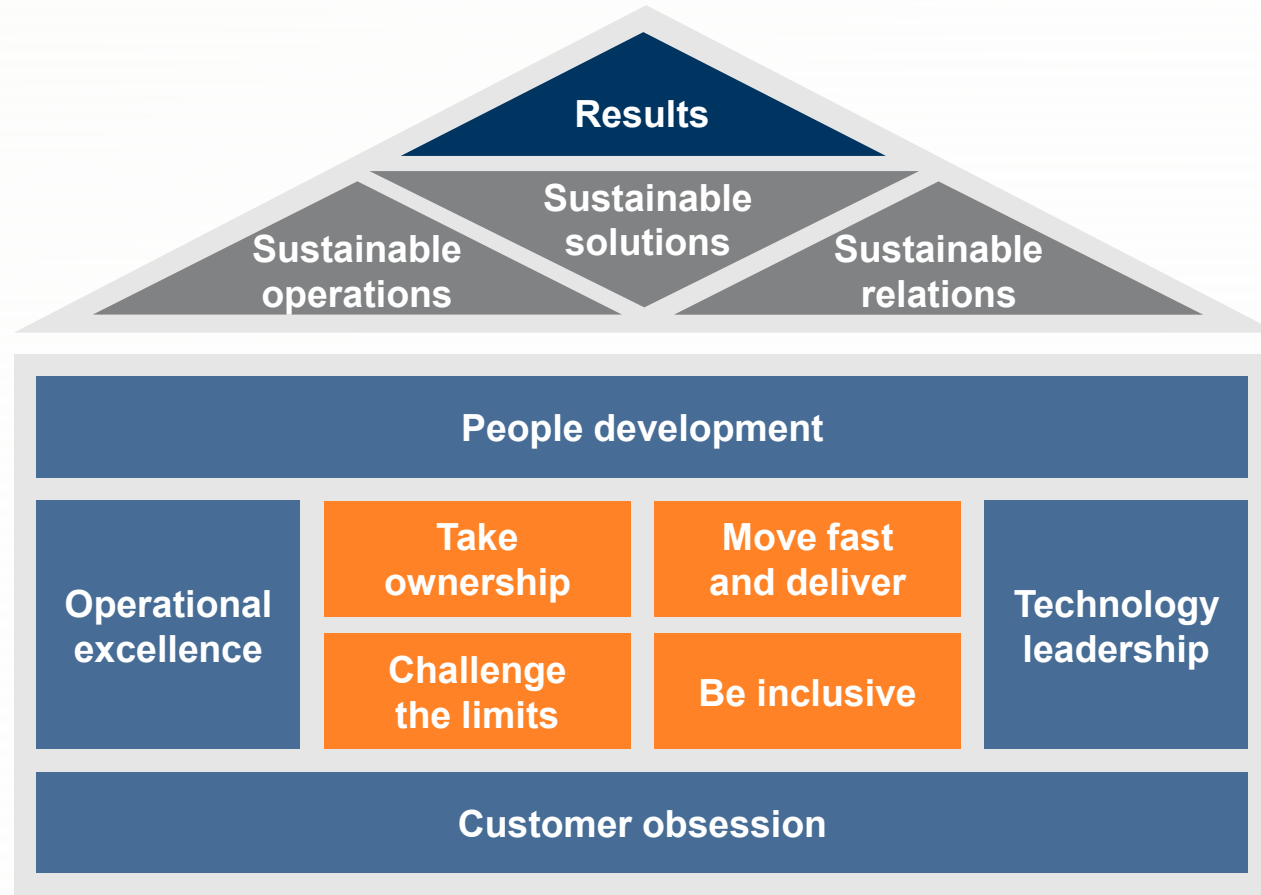 Results
Sustainable
solutions
Sustainable
operations
Sustainable
relations
People development
Operational
excellence
Take
ownership
Move fast
and deliver
Challenge
the limits
Be inclusive
Technology
leadership
Customer obsession